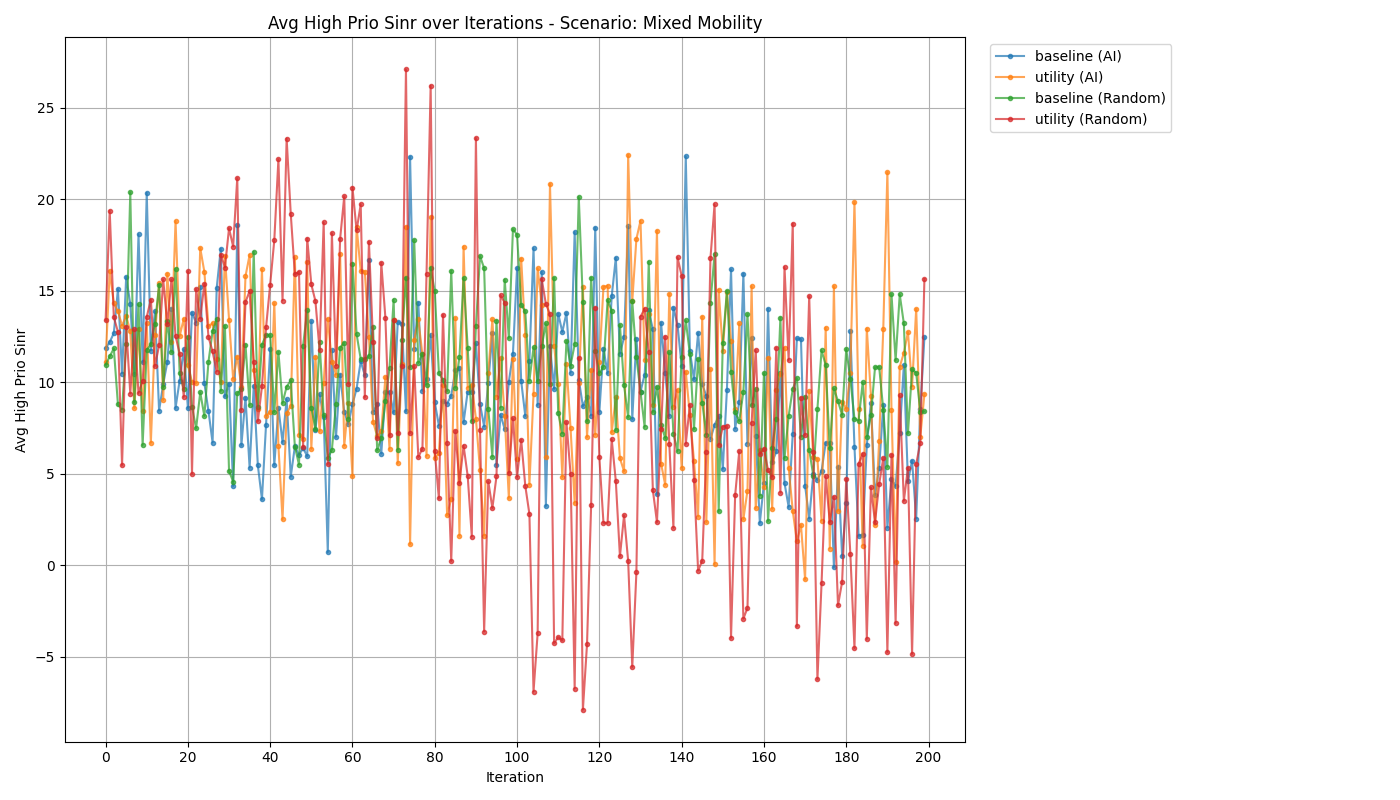 Avg High Prio Sinr over Iterations - Scenario: Mixed Mobility
baseline (AI)
utility (AI)
baseline (Random)
utility (Random)
Avg High Prio Sinr
25
20
15
10
5
0
−5
0 20 40 60 80 100 120 140 160 180 200
Iteration